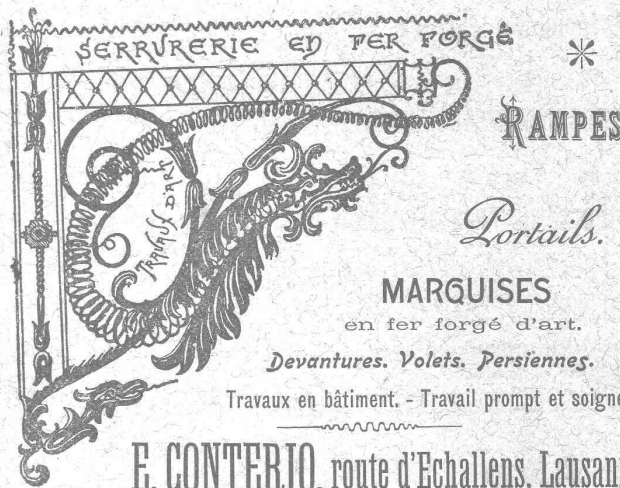 SERRURERIE EN FER FORGÉ
RAMPES
TRAVAUX D'ART
Portails.
MARQUISES
en fer forgé d'art.
Devantures. Volets. Persiennes.
Travaux en bâtiment. - Travail prompt et soigné
E. CONTERIO, route d'Echallens, Lausan